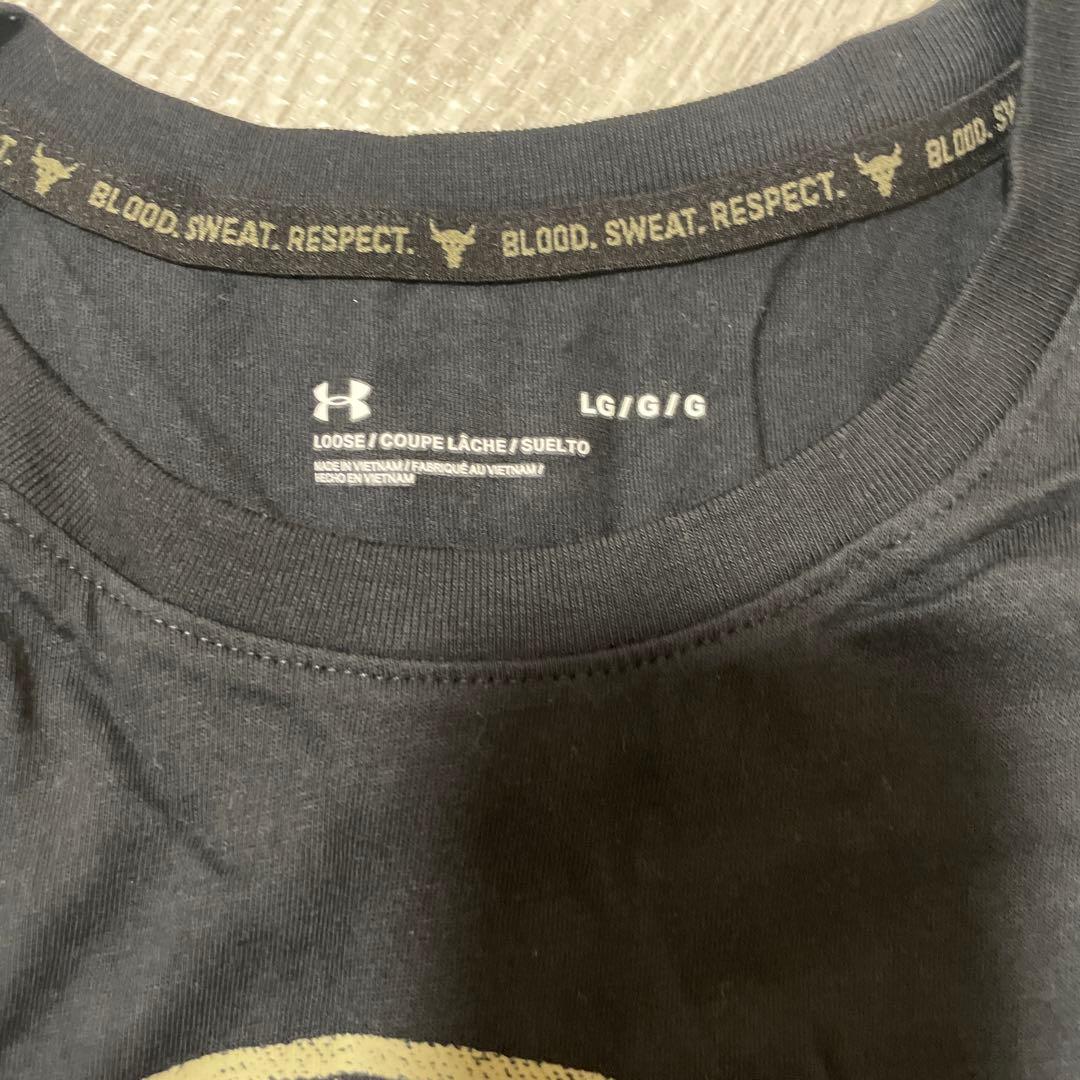 T. BLOOD. SWEAT. RESPECT. BLOOD. SWEAT. RESPECT. BLOOD. SW
LG/G/G
LOOSE / COUPE LÂCHE / SUELTO
MADE IN VIETNAM / FABRIQUÉ AU VIETNAM /
HECHO EN VIETNAM